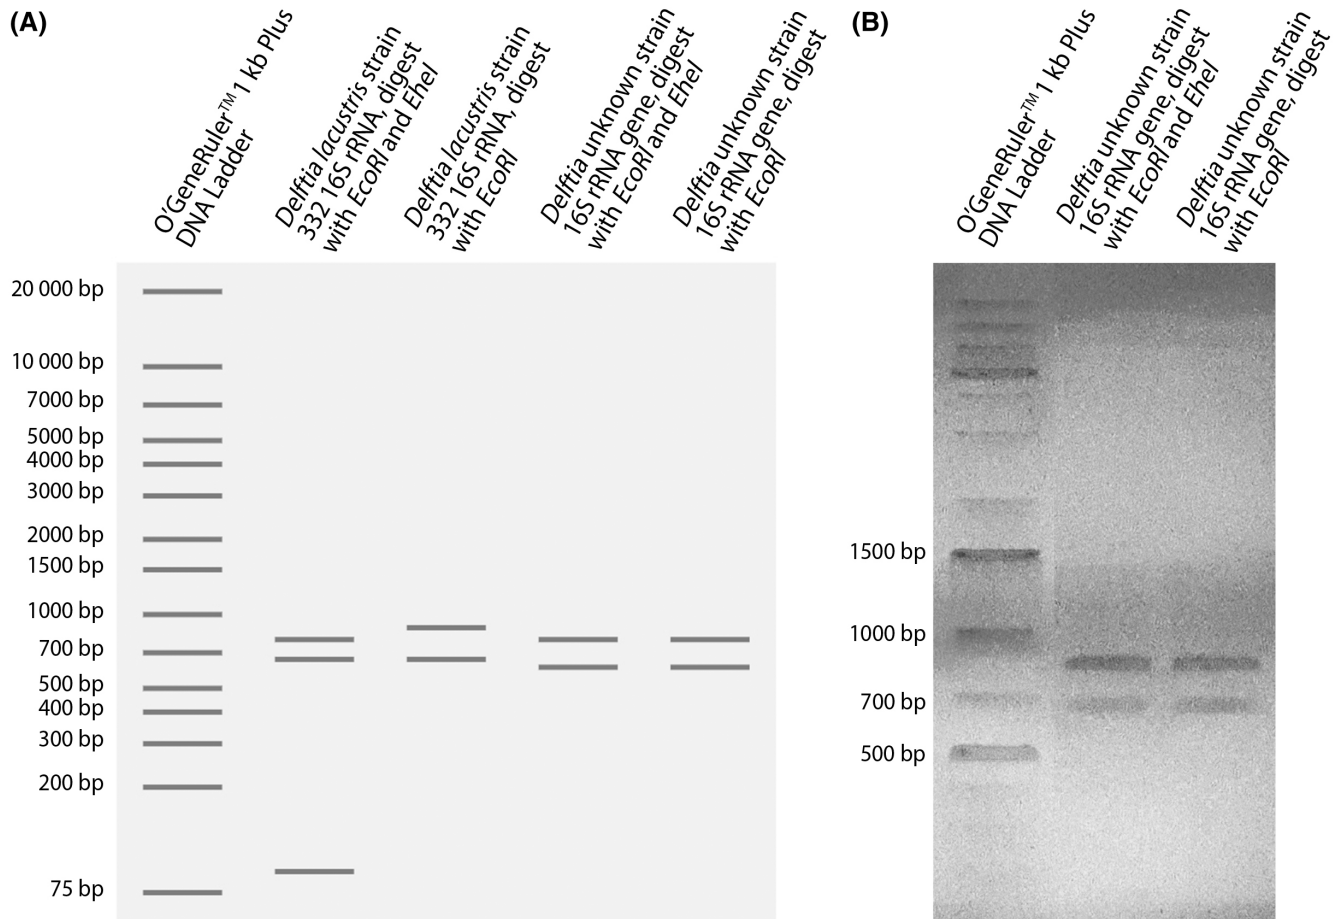 (A)
O’GeneRuler™ 1 kb Plus
DNA Ladder
Delftia lacustris strain
332 16S rRNA, digest
with EcoRI and EheI
Delftia lacustris strain
332 16S rRNA, digest
with EcoRI
Delftia unknown strain
16S rRNA gene, digest
with EcoRI and EheI
Delftia unknown strain
16S rRNA gene, digest
with EcoRI
20 000 bp
10 000 bp
7000 bp
5000 bp
4000 bp
3000 bp
2000 bp
1500 bp
1000 bp
700 bp
500 bp
400 bp
300 bp
200 bp
75 bp
(B)
O’GeneRuler™ 1 kb Plus
DNA Ladder
Delftia unknown strain
16S rRNA gene, digest
with EcoRI and EheI
Delftia unknown strain
16S rRNA gene, digest
with EcoRI
1500 bp
1000 bp
700 bp
500 bp